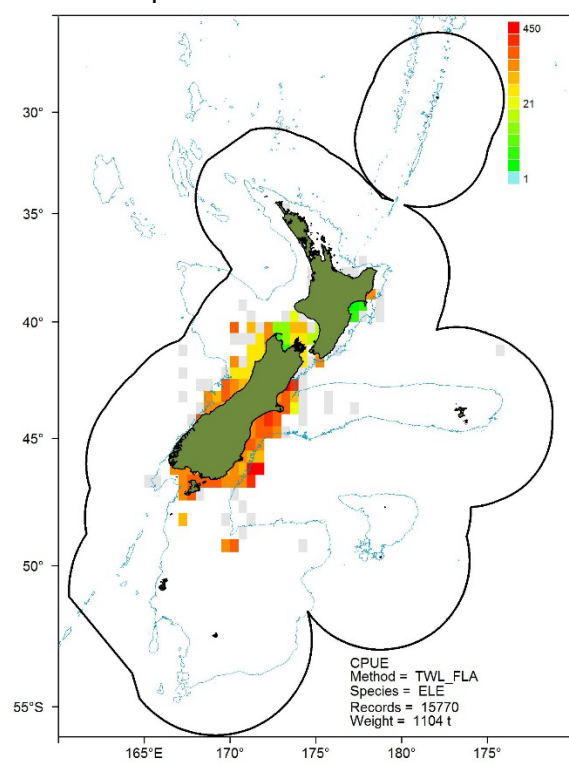 450
21
1
30°
35°
40°
45°
50°
55°S
CPUE
Method = TWL_FLA
Species = ELE
Records = 15770
Weight = 1104 t
165°E
170°
175°
180°
175°